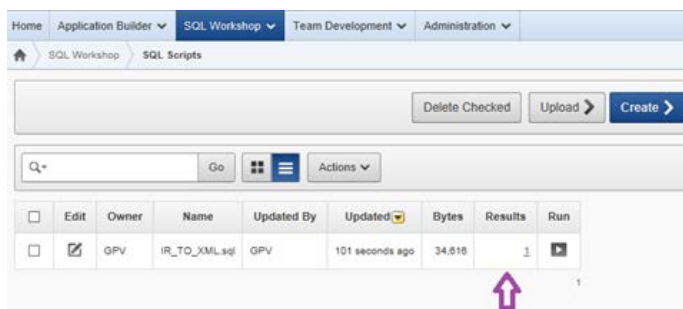 Home Application Builder SQL Workshop Team Development Administration
SQL Workshop SQL Scripts
Delete Checked Upload Create
Go Actions
Edit Owner Name Updated By Updated Bytes Results Run
GPV IR_TO_XML.sql GPV 101 seconds ago 34,616 1
1